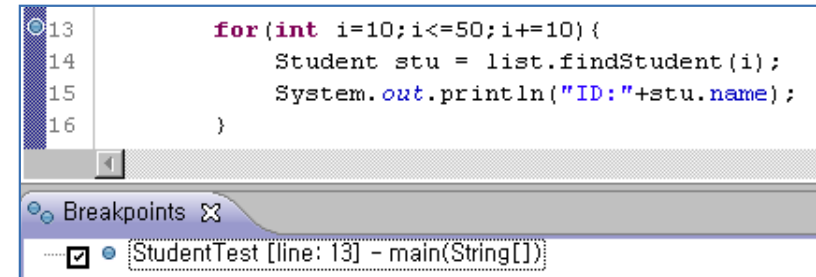 13 for(int i=10;i<=50;i+=10){
14 Student stu = list.findStudent(i);
15 System.out.println("ID:"+stu.name);
16 }
Breakpoints
StudentTest [line: 13] - main(String[])